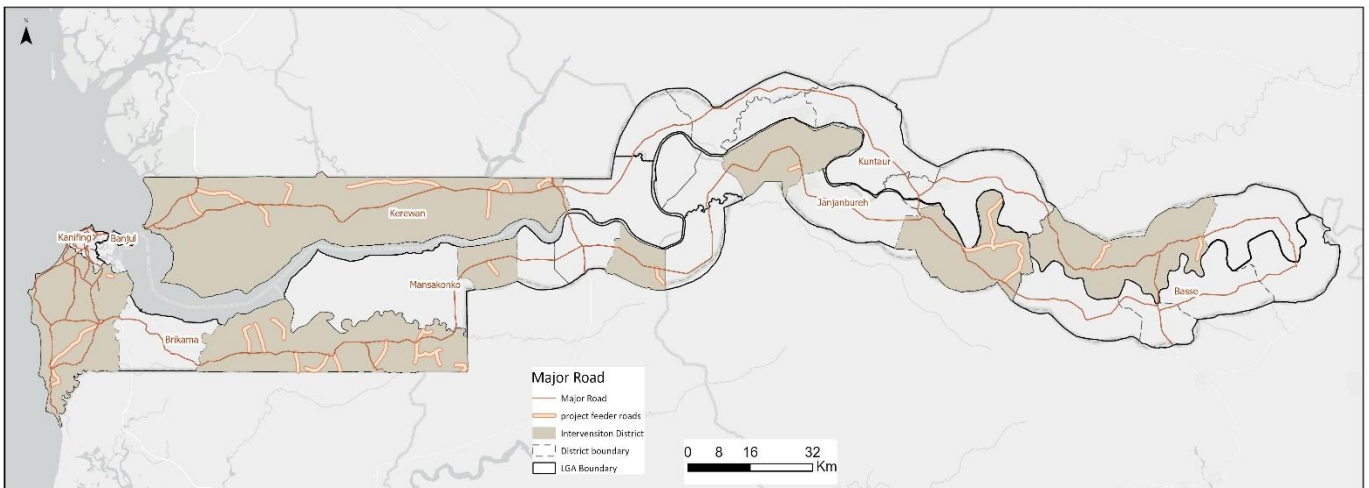 N
Kuntaur
Janjanbureh
Kerewan
Kanifing
Banjul
Mansakonko
Basse
Brikama
Major Road
Major Road
project feeder roads
Intervensiton District
District boundary
LGA Boundary
0 8 16 32
Km